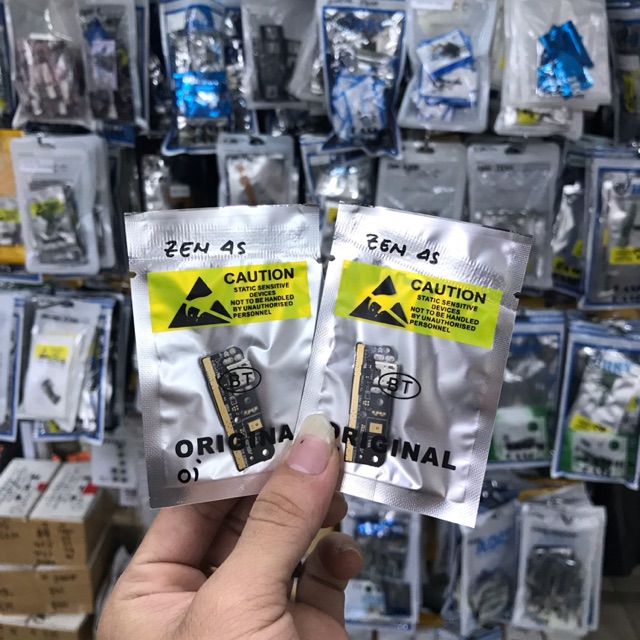 ZEN 4S
CAUTION
STATIC SENSITIVE
DEVICES
NOT TO BE HANDLED
BY UNAUTHORISED
PERSONNEL
BT
ORIGINA
ZEN 4S
CAUTION
STATIC SENSITIVE
DEVICES
NOT TO BE HANDLED
BY UNAUTHORISED
PERSONNEL
BT
ORIGINAL